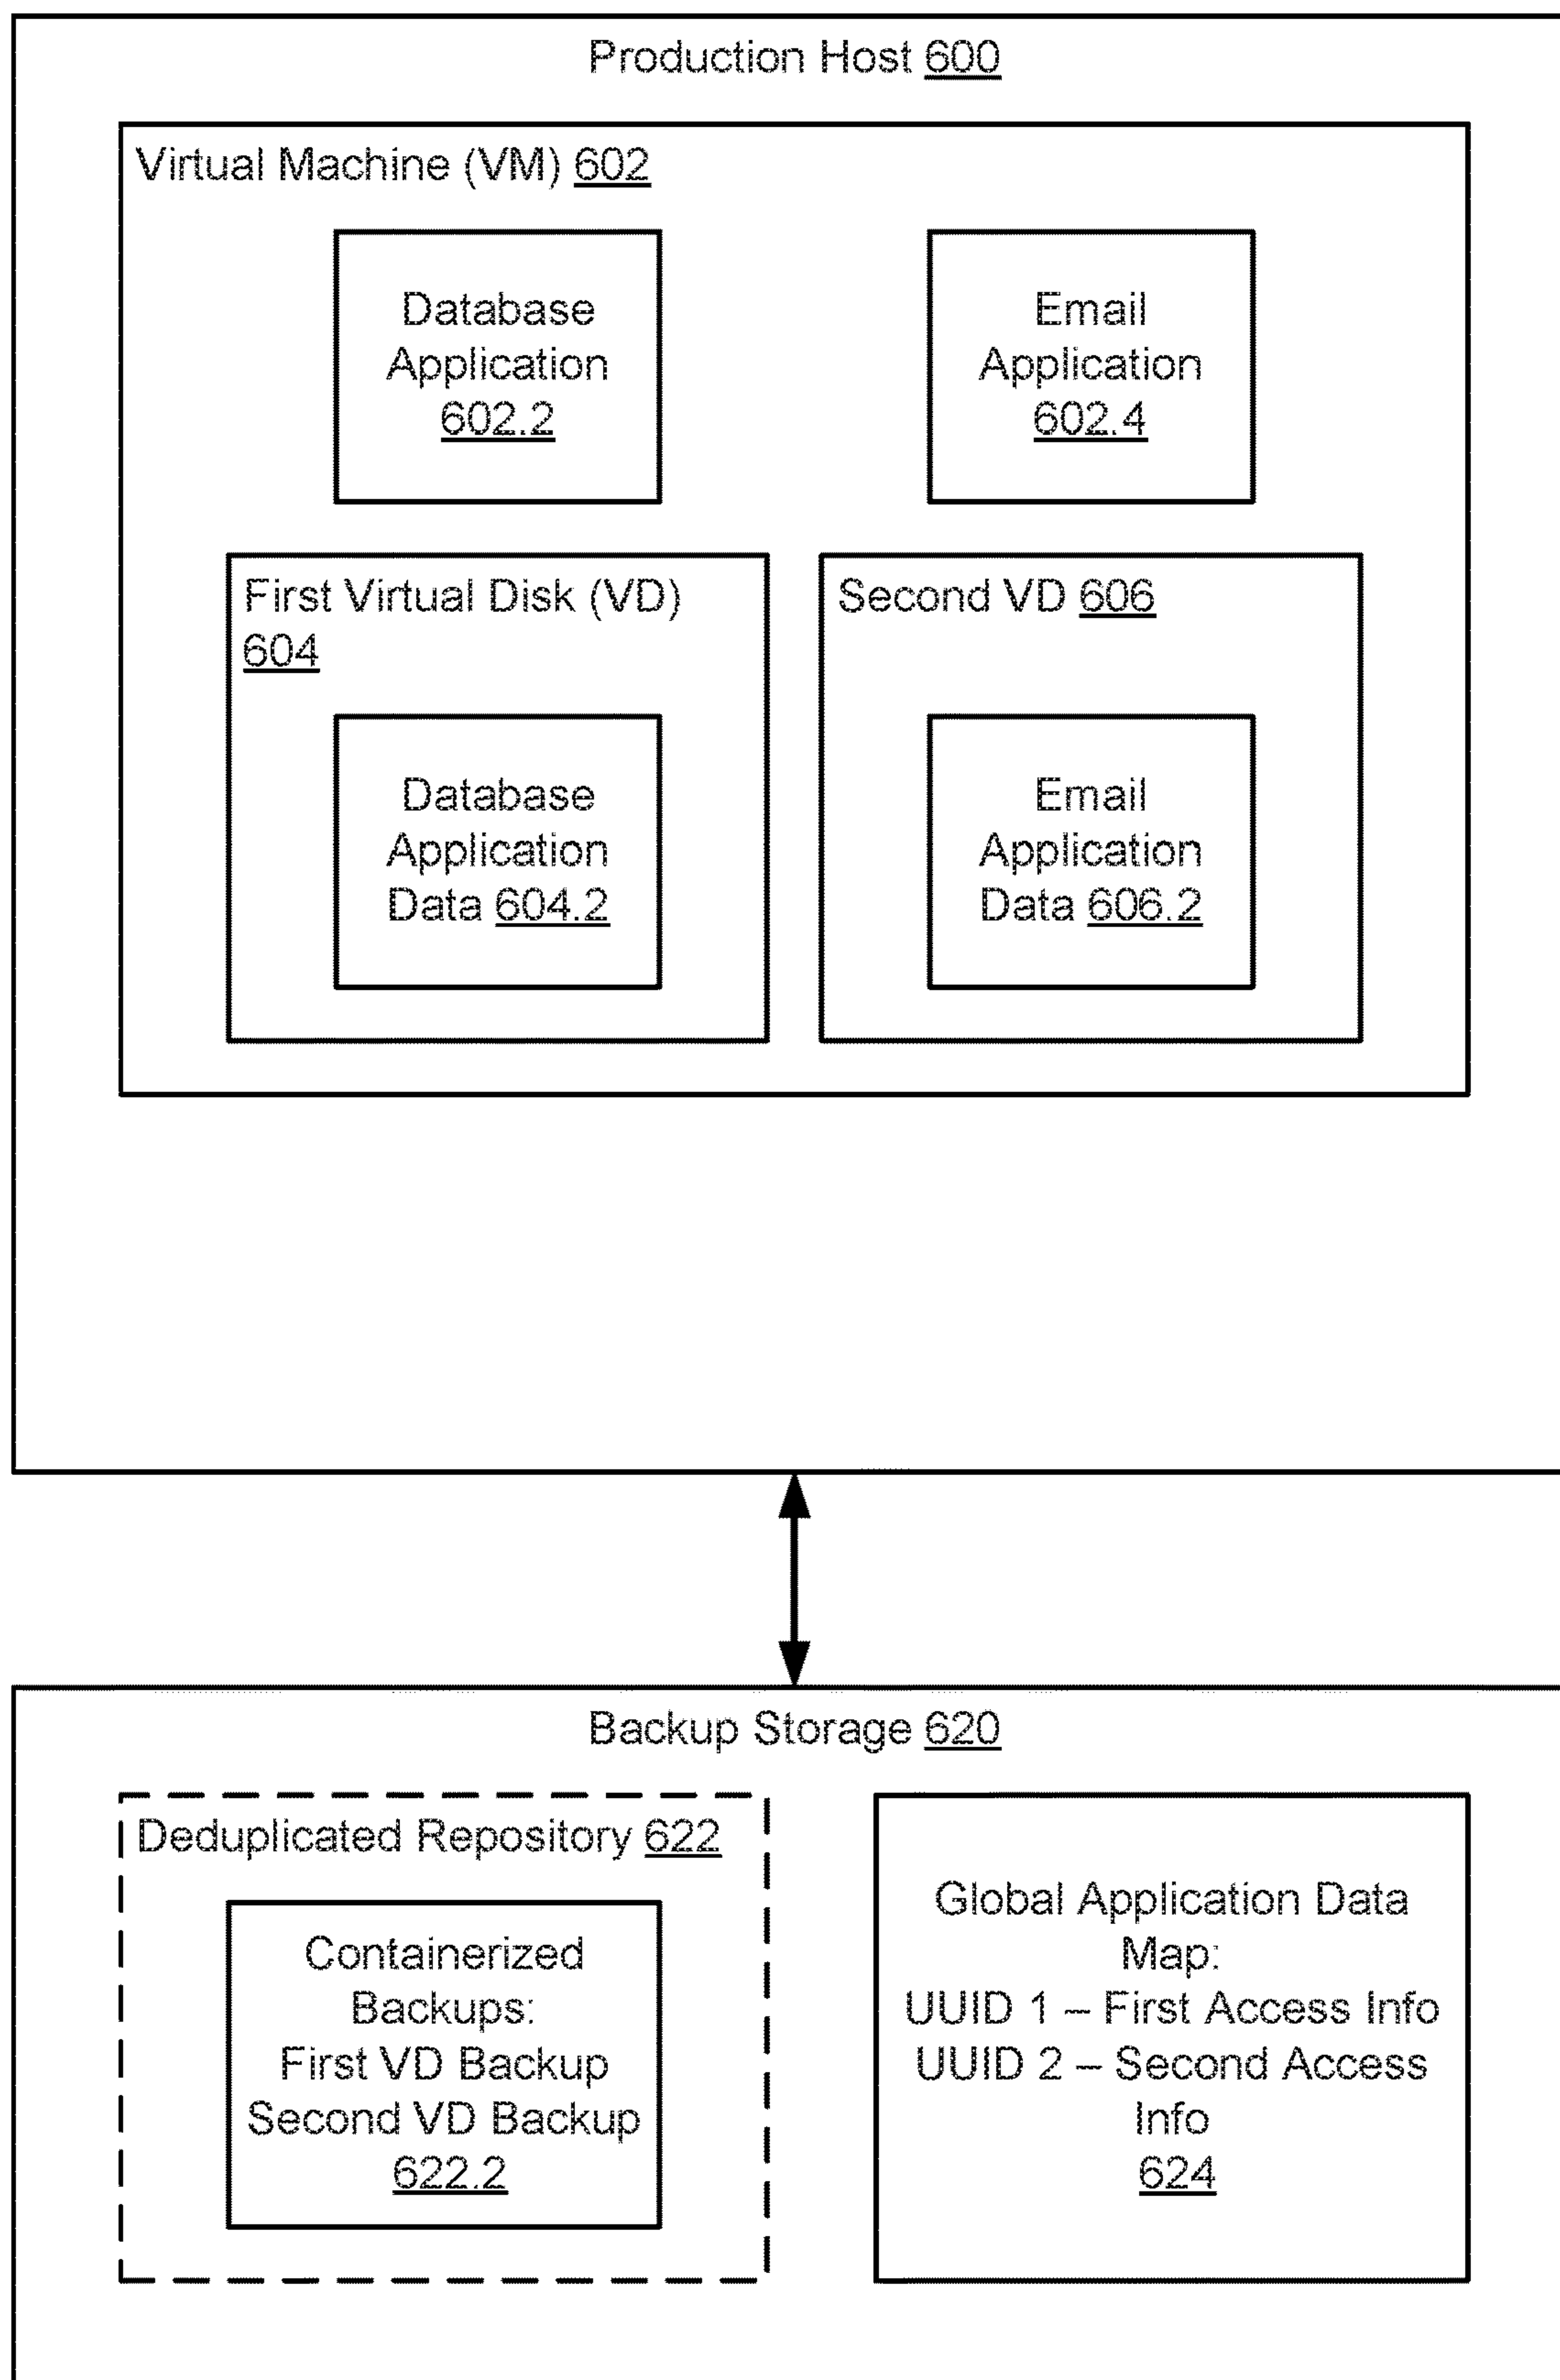 Production Host 600
Virtual Machine (VM) 602
Database
Application
602.2
Email
Application
602.4
First Virtual Disk (VD)
604
Database
Application
Data 604.2
Second VD 606
Email
Application
Data 606.2
Backup Storage 620
Deduplicated Repository 622
Containerized
Backups:
First VD Backup
Second VD Backup
622.2
Global Application Data
Map:
UUID 1 – First Access Info
UUID 2 – Second Access
Info
624